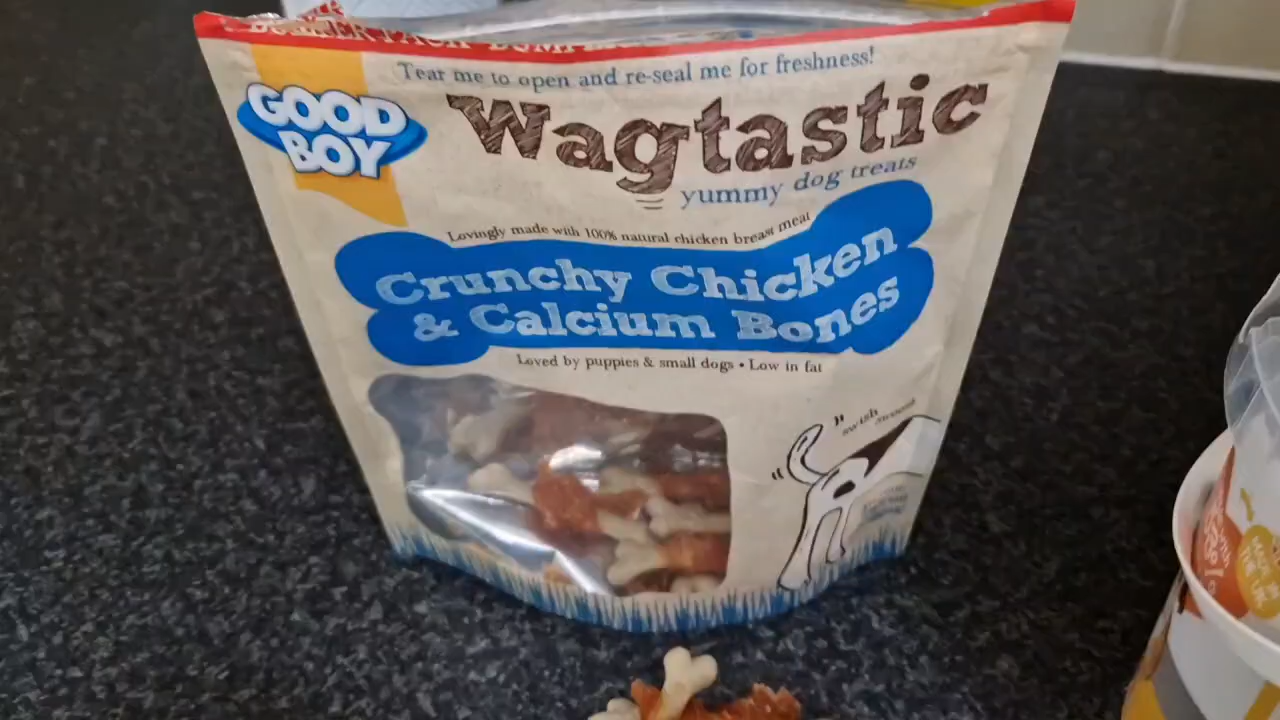 Tear me to open and re-seal me for freshness!
GOOD
BOY
Wagtastic
yummy dog treats
Lovingly made with 100% natural chicken breast meat
Crunchy Chicken
& Calcium Bones
Loved by puppies & small dogs • Low in fat
swish